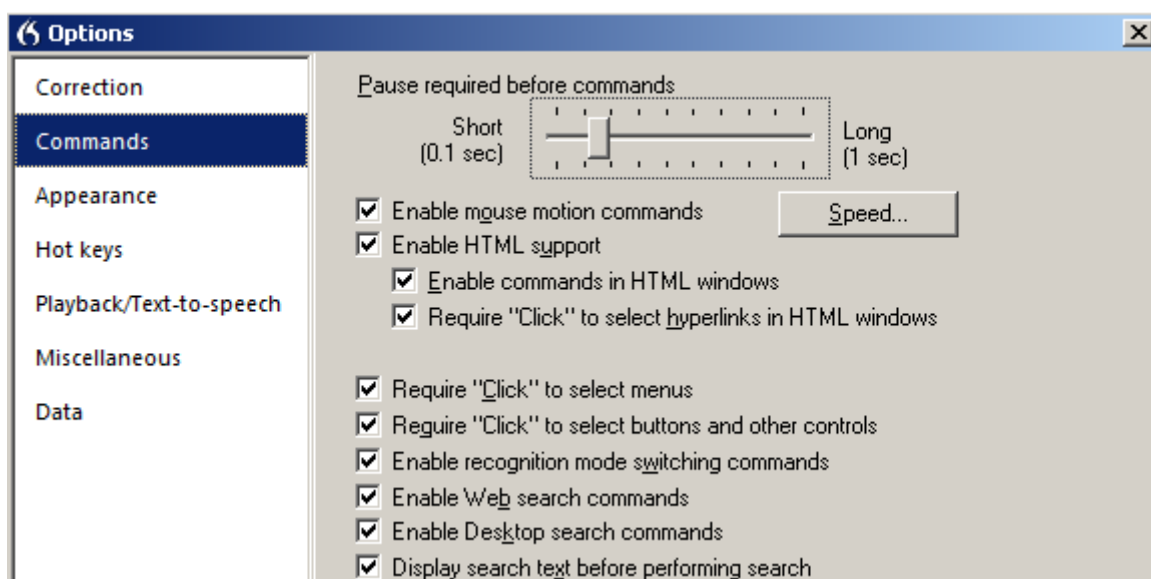 Options
Correction
Commands
Appearance
Hot keys
Playback/Text-to-speech
Miscellaneous
Data
Pause required before commands
Short
(0.1 sec)
Long
(1 sec)
Enable mouse motion commands
Speed...
Enable HTML support
Enable commands in HTML windows
Require "Click" to select hyperlinks in HTML windows
Require "Click" to select menus
Require "Click" to select buttons and other controls
Enable recognition mode switching commands
Enable Web search commands
Enable Desktop search commands
Display search text before performing search